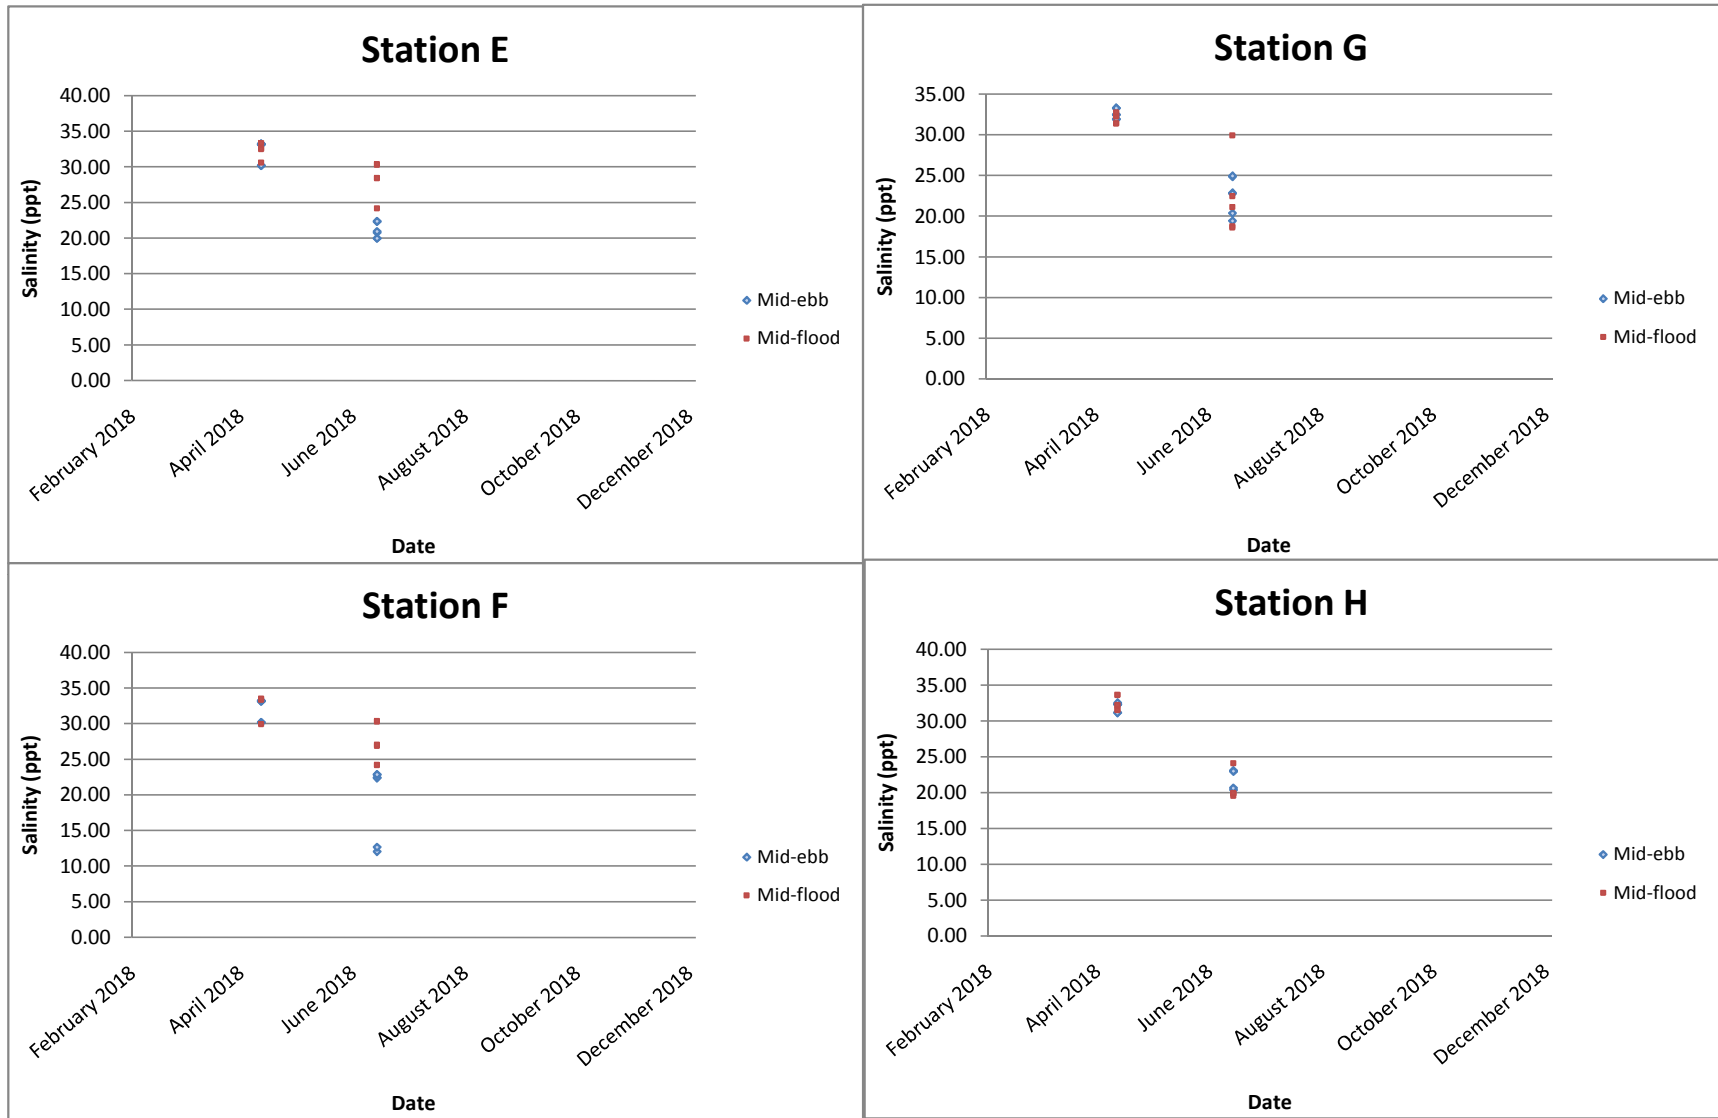 Station E
40.00
35.00
30.00
25.00
20.00
15.00
10.00
5.00
0.00
Salinity (ppt)
Mid-ebb
Mid-flood
February 2018
April 2018
June 2018
August 2018
October 2018
December 2018
Date
Station G
35.00
30.00
25.00
20.00
15.00
10.00
5.00
0.00
Salinity (ppt)
Mid-ebb
Mid-flood
February 2018
April 2018
June 2018
August 2018
October 2018
December 2018
Date
Station F
40.00
35.00
30.00
25.00
20.00
15.00
10.00
5.00
0.00
Salinity (ppt)
Mid-ebb
Mid-flood
February 2018
April 2018
June 2018
August 2018
October 2018
December 2018
Date
Station H
40.00
35.00
30.00
25.00
20.00
15.00
10.00
5.00
0.00
Salinity (ppt)
Mid-ebb
Mid-flood
February 2018
April 2018
June 2018
August 2018
October 2018
December 2018
Date